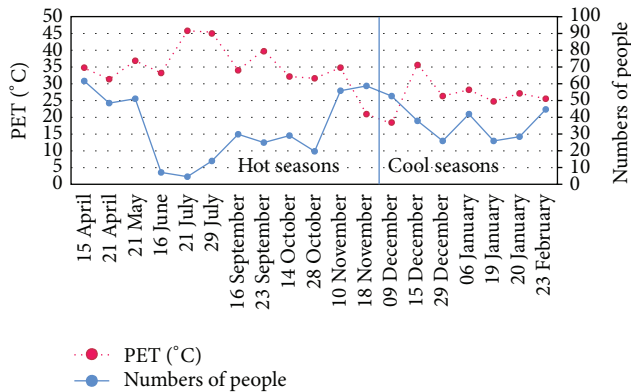 PET (°C)
50
45
40
35
30
25
20
15
10
5
0
Numbers of people
100
90
80
70
60
50
40
30
20
10
0
Hot seasons
Cool seasons
15 April
21 April
21 May
16 June
21 July
29 July
16 September
23 September
14 October
28 October
10 November
18 November
09 December
15 December
29 December
06 January
19 January
20 January
23 February
PET (°C)
Numbers of people